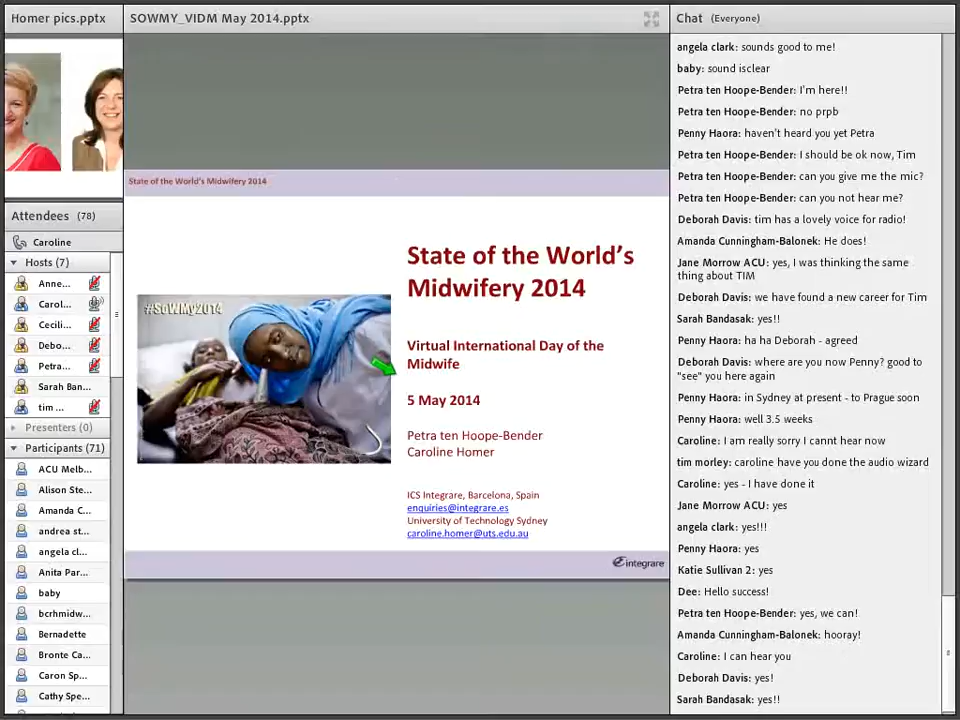 Homer pics.pptx
SOWMY_VIDM May 2014.pptx
State of the World's Midwifery 2014
#SoWMy2014
State of the World's
Midwifery 2014
Virtual International Day of the
Midwife
5 May 2014
Petra ten Hoope-Bender
Caroline Homer
ICS Integrare, Barcelona, Spain
enquiries@integrare.es
University of Technology Sydney
caroline.homer@uts.edu.au
integrare
Attendees (78)
Caroline
Hosts (7)
Anne...
Carol...
Cecili...
Debo...
Petra...
Sarah Ban...
tim ...
Presenters (0)
Participants (71)
ACU Melb...
Alison Ste...
Amanda C...
andrea st...
angela cl...
Anita Par...
baby
bcrhmidw...
Bernadette
Bronte Ca...
Caron Sp...
Cathy Spe...
Chat (Everyone)
angela clark: sounds good to me!
baby: sound isclear
Petra ten Hoope-Bender: I'm here!!
Petra ten Hoope-Bender: no prpb
Penny Haora: haven't heard you yet Petra
Petra ten Hoope-Bender: I should be ok now, Tim
Petra ten Hoope-Bender: can you give me the mic?
Petra ten Hoope-Bender: can you not hear me?
Deborah Davis: tim has a lovely voice for radio!
Amanda Cunningham-Balonek: He does!
Jane Morrow ACU: yes, I was thinking the same
thing about TIM
Deborah Davis: we have found a new career for Tim
Sarah Bandasak: yes!!
Penny Haora: ha ha Deborah - agreed
Deborah Davis: where are you now Penny? good to
"see" you here again
Penny Haora: in Sydney at present - to Prague soon
Penny Haora: well 3.5 weeks
Caroline: I am really sorry I cannt hear now
tim morley: caroline have you done the audio wizard
Caroline: yes - I have done it
Jane Morrow ACU: yes
angela clark: yes!!!
Penny Haora: yes
Katie Sullivan 2: yes
Dee: Hello success!
Petra ten Hoope-Bender: yes, we can!
Amanda Cunningham-Balonek: hooray!
Caroline: I can hear you
Deborah Davis: yes!
Sarah Bandasak: yes!!